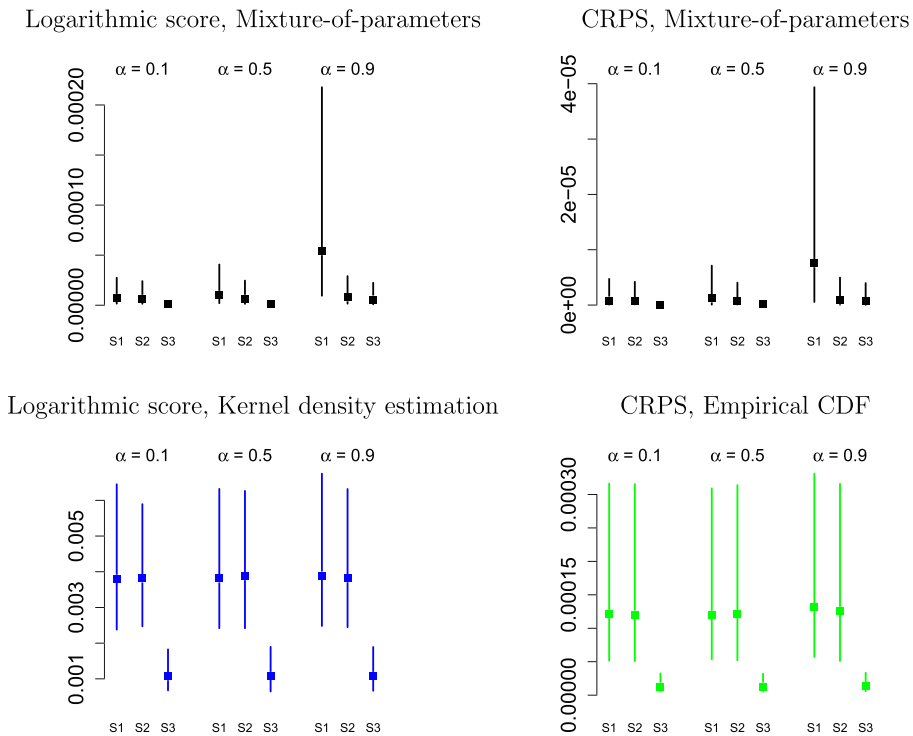 Logarithmic score, Mixture-of-parameters
α = 0.1 α = 0.5 α = 0.9
0.00020
0.00010
0.00000
S1 S2 S3 S1 S2 S3 S1 S2 S3
CRPS, Mixture-of-parameters
α = 0.1 α = 0.5 α = 0.9
4e-05
2e-05
0e+00
S1 S2 S3 S1 S2 S3 S1 S2 S3
Logarithmic score, Kernel density estimation
α = 0.1 α = 0.5 α = 0.9
0.005
0.003
0.001
S1 S2 S3 S1 S2 S3 S1 S2 S3
CRPS, Empirical CDF
α = 0.1 α = 0.5 α = 0.9
0.00030
0.00015
0.00000
S1 S2 S3 S1 S2 S3 S1 S2 S3